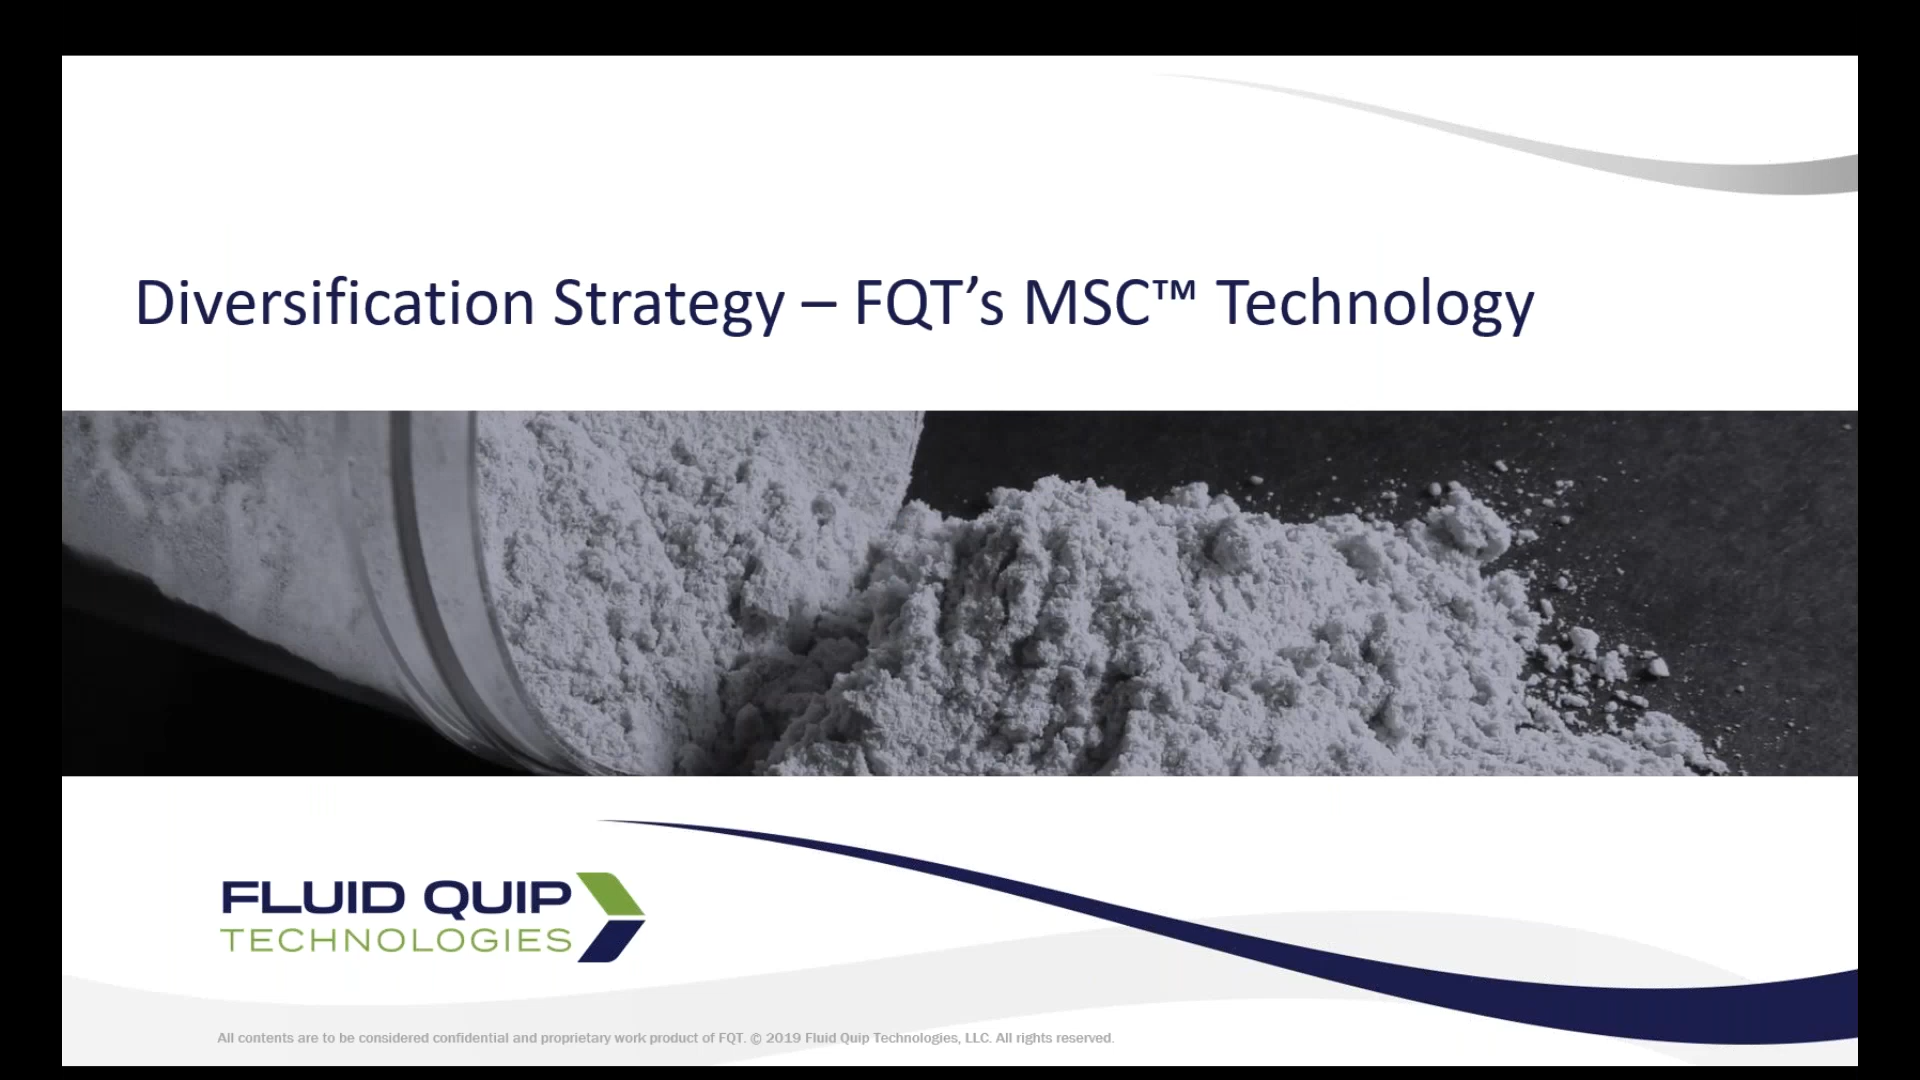 Diversification Strategy – FQT’s MSC™ Technology
FLUID QUIP
TECHNOLOGIES
All contents are to be considered confidential and proprietary work product of FQT. © 2019 Fluid Quip Technologies, LLC. All rights reserved.